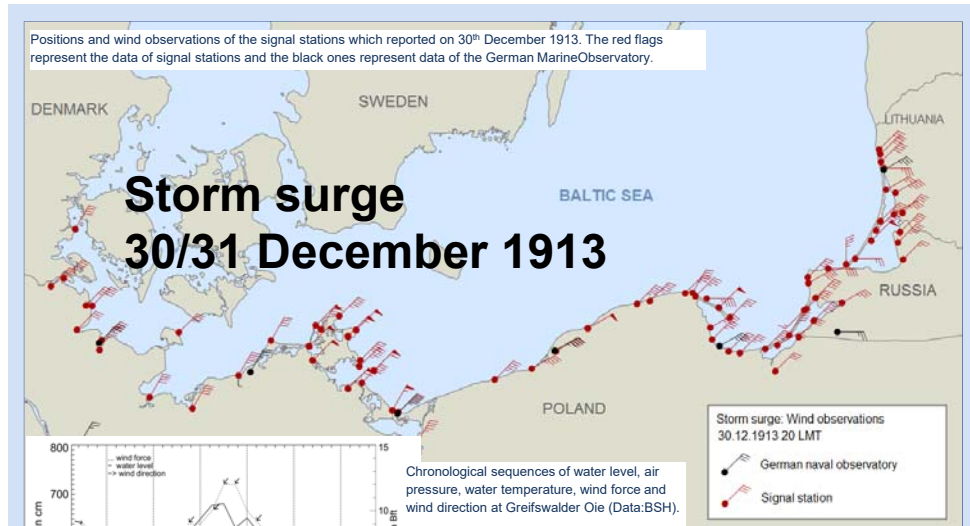 Positions and wind observations of the signal stations which reported on 30th December 1913. The red flags
represent the data of signal stations and the black ones represent data of the German MarineObservatory.
DENMARK
SWEDEN
LITHUANIA
Storm surge
30/31 December 1913
BALTIC SEA
RUSSIA
POLAND
Storm surge: Wind observations
30.12.1913 20 LMT
German naval observatory
Signal station
800
700
n cm
... wind force
- water level
-> wind direction
15
10
Bft
Chronological sequences of water level, air
pressure, water temperature, wind force and
wind direction at Greifswalder Oie (Data:BSH).